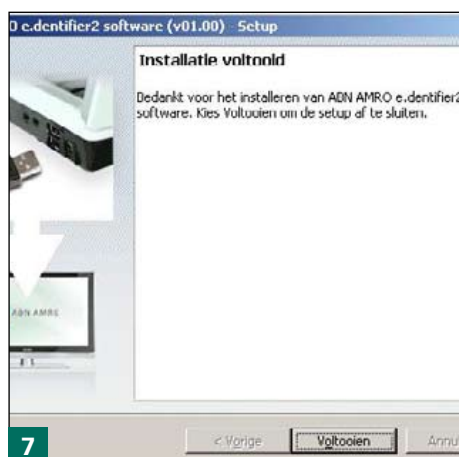 O e.dentifier2 software (v01.00) - Setup
Installatie voltooid
Bedankt voor het installeren van ABN AMRO e.dentifier2
software. Kies Voltooien om de setup af te sluiten.
ABN AMRO
7
< Vorige
Voltooien
Annu